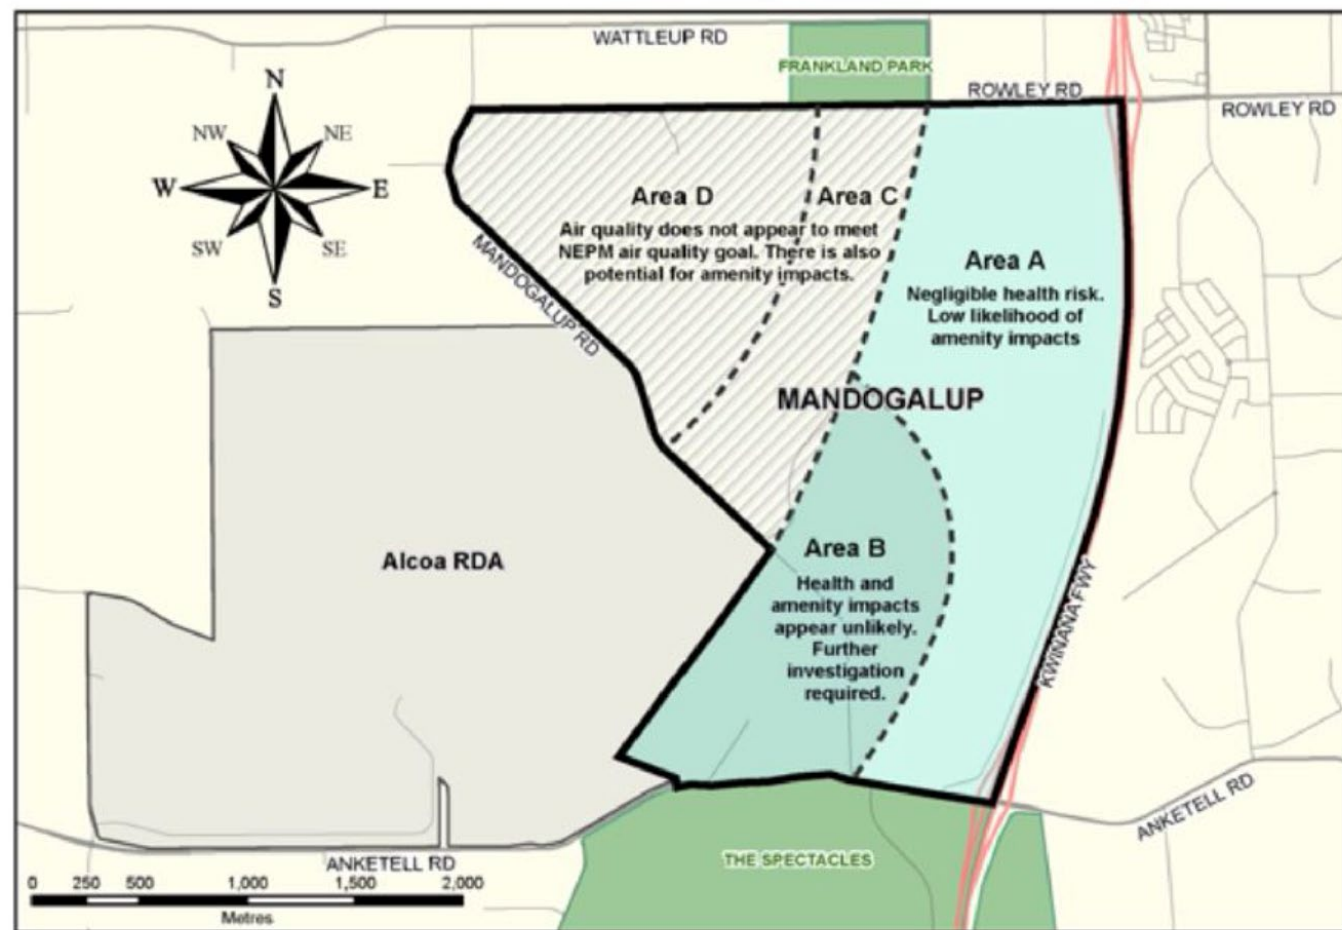 WATTLEUP RD
FRANKLAND PARK
ROWLEY RD
ROWLEY RD
N
NW
NE
W
E
SW
SE
S
Area D
Area C
Air quality does not appear to meet
NEPM air quality goal. There is also
potential for amenity impacts.
MANDOGALUP RD
Area A
Negligible health risk.
Low likelihood of
amenity impacts
MANDOGALUP
Alcoa RDA
Area B
Health and
amenity impacts
appear unlikely.
Further
investigation
required.
KWINANA FWY
ANKETELL RD
THE SPECTACLES
ANKETELL RD
0 250 500 1,000 1,500 2,000
Metres